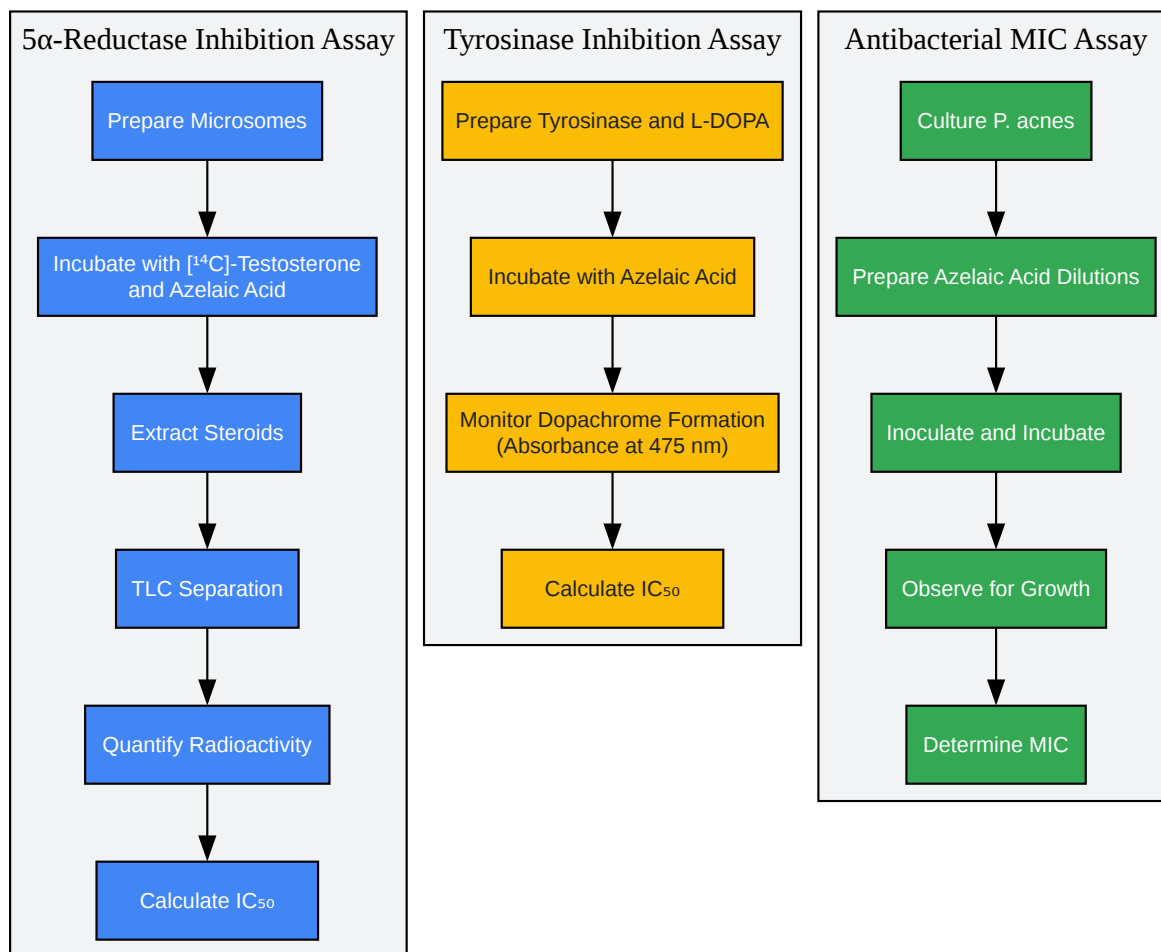 5α-Reductase Inhibition Assay
Prepare Microsomes
Incubate with [¹⁴C]-Testosterone
and Azelaic Acid
Extract Steroids
TLC Separation
Quantify Radioactivity
Calculate IC₅₀
Tyrosinase Inhibition Assay
Prepare Tyrosinase and L-DOPA
Incubate with Azelaic Acid
Monitor Dopachrome Formation
(Absorbance at 475 nm)
Calculate IC₅₀
Antibacterial MIC Assay
Culture P. acnes
Prepare Azelaic Acid Dilutions
Inoculate and Incubate
Observe for Growth
Determine MIC